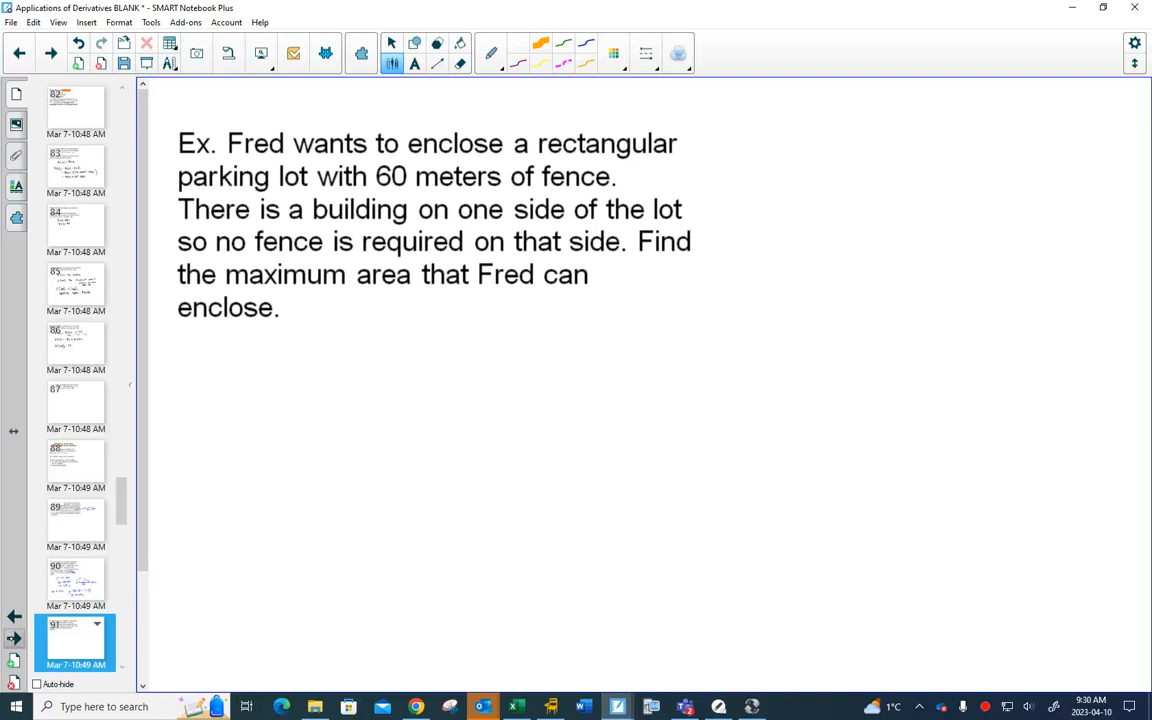 Applications of Derivatives BLANK * - SMART Notebook Plus
File Edit View Insert Format Tools Add-ons Account Help
82
Mar 7-10:48 AM
83
Mar 7-10:48 AM
84
Mar 7-10:48 AM
85
Mar 7-10:48 AM
86
Mar 7-10:48 AM
87
Mar 7-10:48 AM
88
Mar 7-10:49 AM
89
Mar 7-10:49 AM
90
Mar 7-10:49 AM
91
Mar 7-10:49 AM
Auto-hide
Ex. Fred wants to enclose a rectangular
parking lot with 60 meters of fence.
There is a building on one side of the lot
so no fence is required on that side. Find
the maximum area that Fred can
enclose.
Type here to search
1°C
9:30 AM
2023-04-10